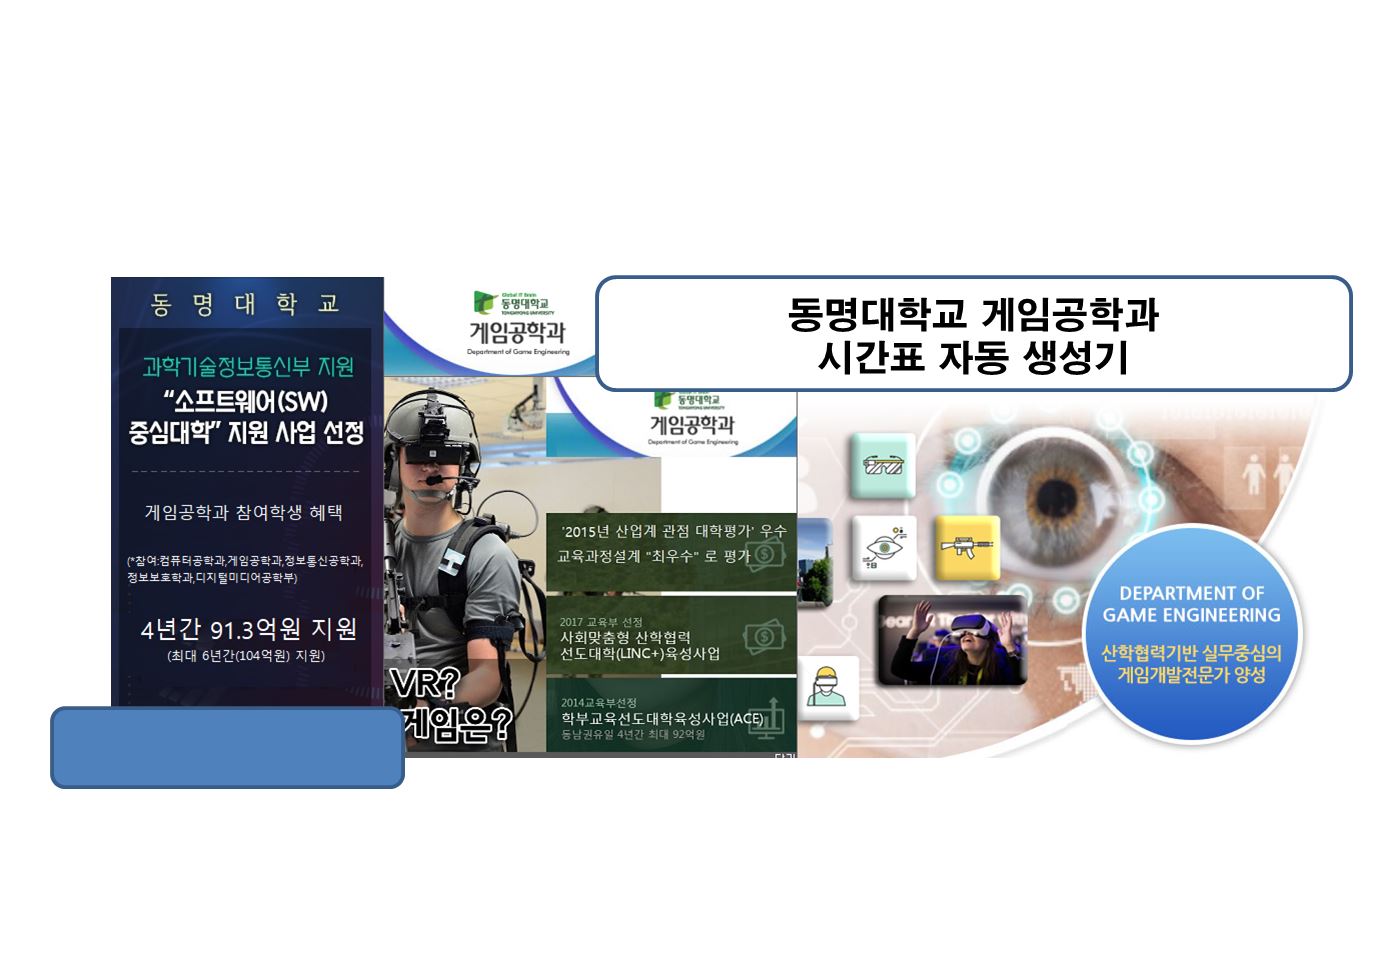 동명대학교
과학기술정보통신부 지원
“소프트웨어(SW)
중심대학” 지원 사업 선정
게임공학과 참여학생 혜택
(*참여:컴퓨터공학과,게임공학과,정보통신공학과,
정보보호학과,디지털미디어공학부)
4년간 91.3억원 지원
(최대 6년간(104억원) 지원)
Global IT Brain
동명대학교
TONGMYONG UNIVERSITY
게임공학과
Department of Game Engineering
동명대학교 게임공학과
시간표 자동 생성기
동명대학교
TONGMYONG UNIVERSITY
게임공학과
Department of Game Engineering
'2015년 산업계 관점 대학평가' 우수
교육과정설계 "최우수" 로 평가
2017 교육부 선정
사회맞춤형 산학협력
선도대학(LINC+)육성사업
2014교육부선정
학부교육선도대학육성사업(ACE)
동남권유일 4년간 최대 92억원
VR?
게임은?
DEPARTMENT OF
GAME ENGINEERING
산학협력기반 실무중심의
게임개발전문가 양성